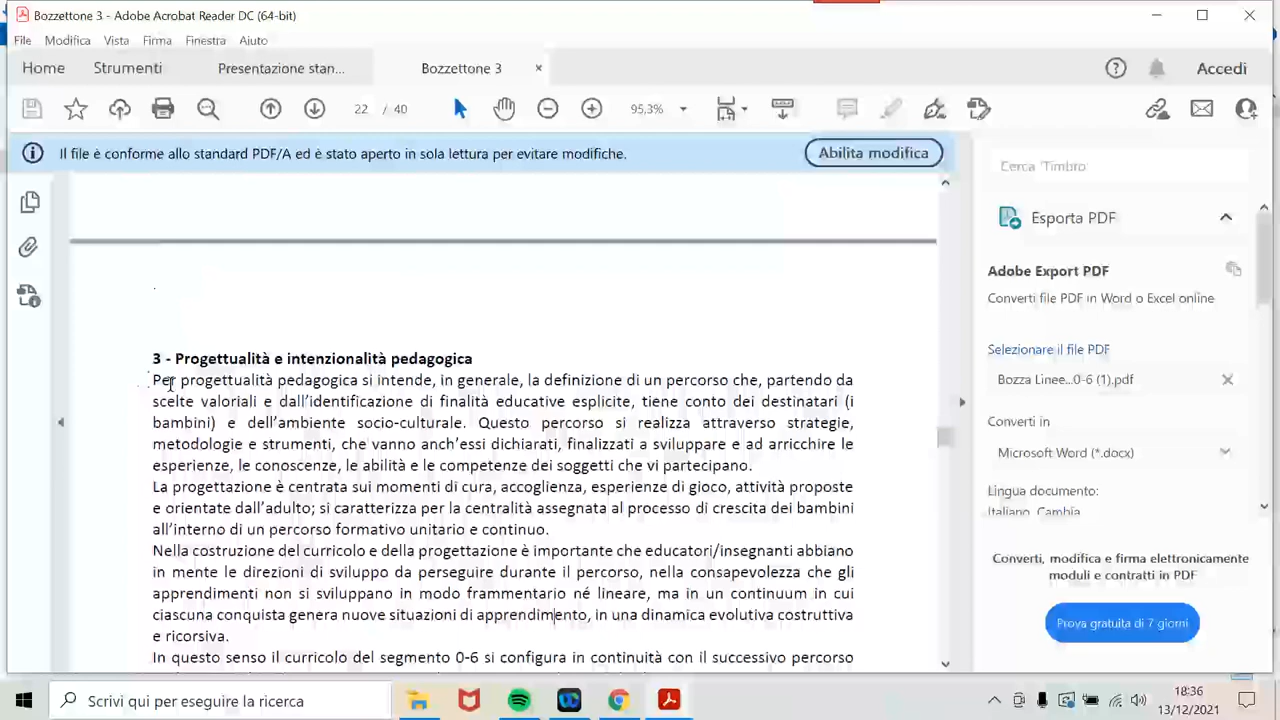 Bozzettone 3 - Adobe Acrobat Reader DC (64-bit)
File Modifica Vista Firma Finestra Aiuto
Home Strumenti Presentazione stan... Bozzettone 3 × Accedi
22 / 40 95,3%
Il file è conforme allo standard PDF/A ed è stato aperto in sola lettura per evitare modifiche. Abilita modifica
Cerca 'Timbro'
Esporta PDF
Adobe Export PDF
Converti file PDF in Word o Excel online
Selezionare il file PDF
Bozza Linee...0-6 (1).pdf
Converti in
Microsoft Word (*.docx)
Lingua documento:
Italiano, Cambia
Converti, modifica e firma elettronicamente
moduli e contratti in PDF
Prova gratuita di 7 giorni
3 - Progettualità e intenzionalità pedagogica
Per progettualità pedagogica si intende, in generale, la definizione di un percorso che, partendo da
scelte valoriali e dall'identificazione di finalità educative esplicite, tiene conto dei destinatari (i
bambini) e dell'ambiente socio-culturale. Questo percorso si realizza attraverso strategie,
metodologie e strumenti, che vanno anch'essi dichiarati, finalizzati a sviluppare e ad arricchire le
esperienze, le conoscenze, le abilità e le competenze dei soggetti che vi partecipano.
La progettazione è centrata sui momenti di cura, accoglienza, esperienze di gioco, attività proposte
e orientate dall'adulto; si caratterizza per la centralità assegnata al processo di crescita dei bambini
all'interno di un percorso formativo unitario e continuo.
Nella costruzione del curricolo e della progettazione è importante che educatori/insegnanti abbiano
in mente le direzioni di sviluppo da perseguire durante il percorso, nella consapevolezza che gli
apprendimenti non si sviluppano in modo frammentario né lineare, ma in un continuum in cui
ciascuna conquista genera nuove situazioni di apprendimento, in una dinamica evolutiva costruttiva
e ricorsiva.
In questo senso il curricolo del segmento 0-6 si configura in continuità con il successivo percorso
Scrivi qui per eseguire la ricerca
18:36
13/12/2021